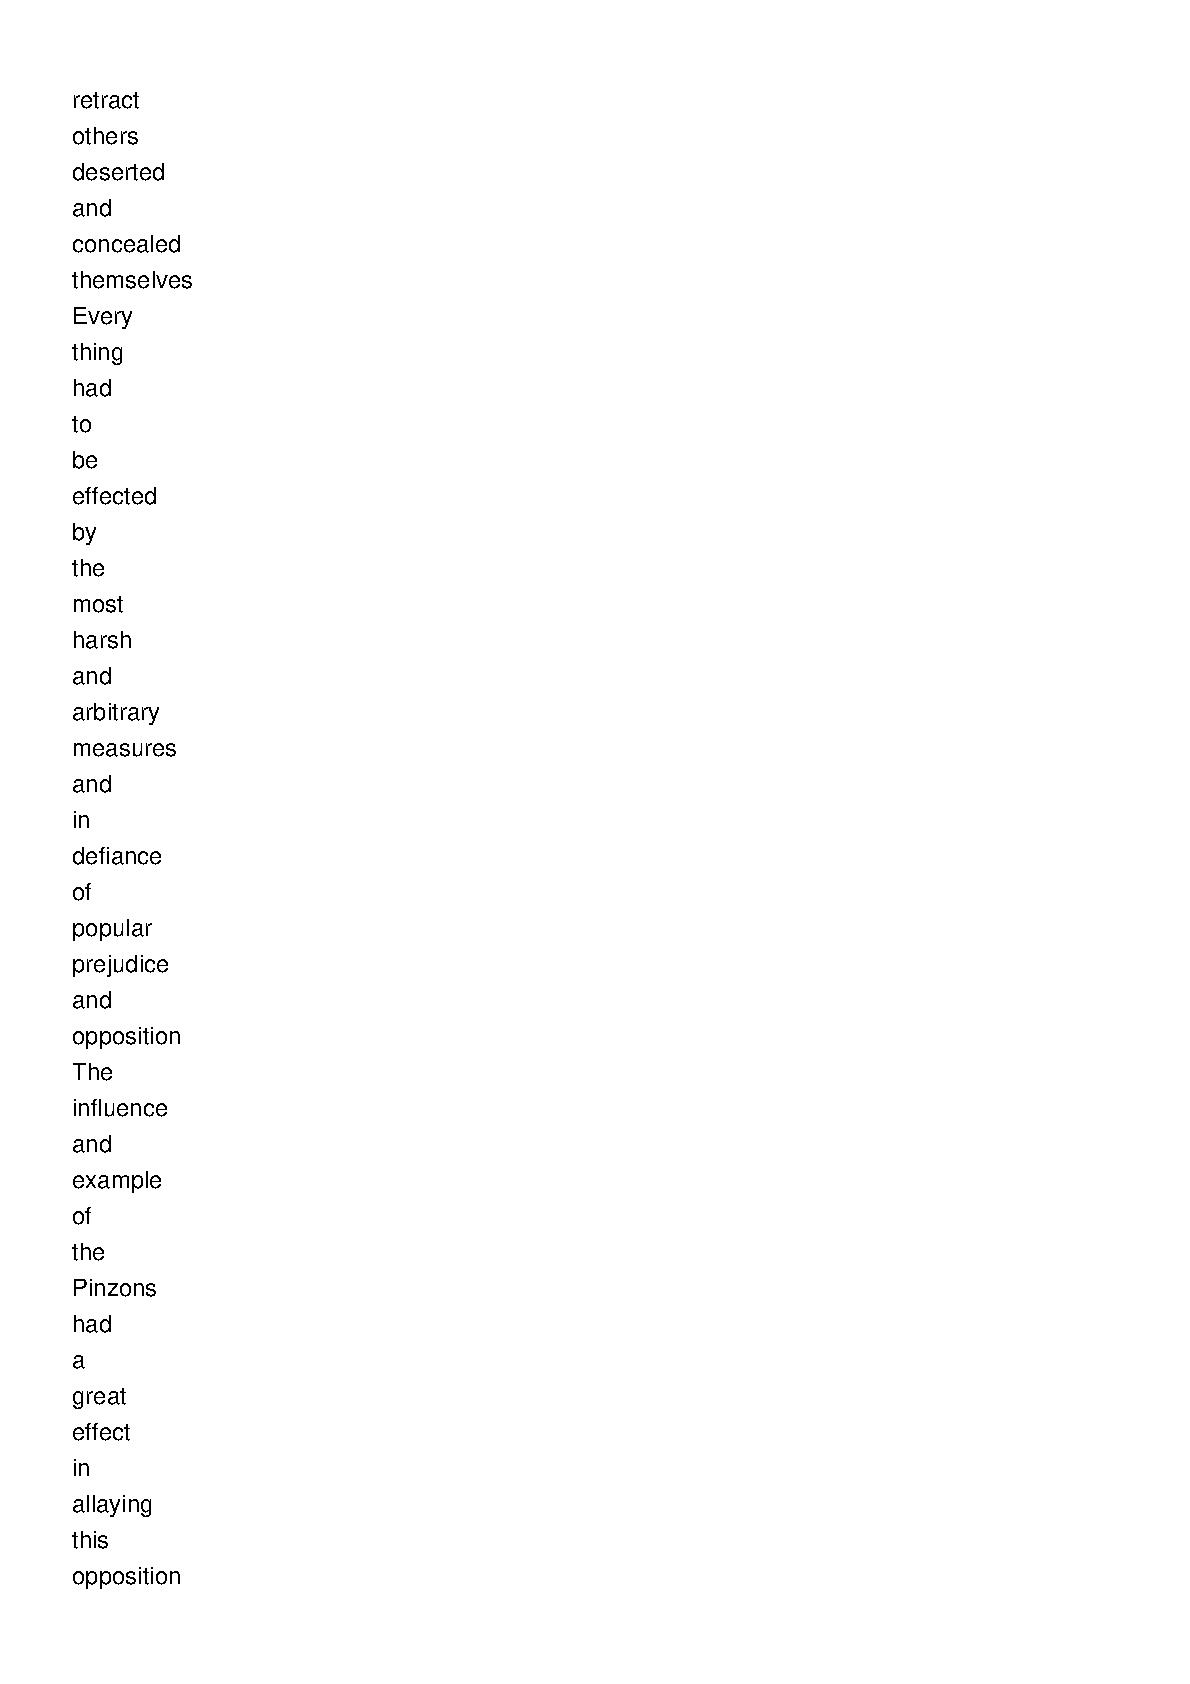 retract
others
deserted
and
concealed
themselves
Every
thing
had
to
be
effected
by
the
most
harsh
and
arbitrary
measures
and
in
defiance
of
popular
prejudice
and
opposition
The
influence
and
example
of
the
Pinzons
had
a
great
effect
in
allaying
this
opposition